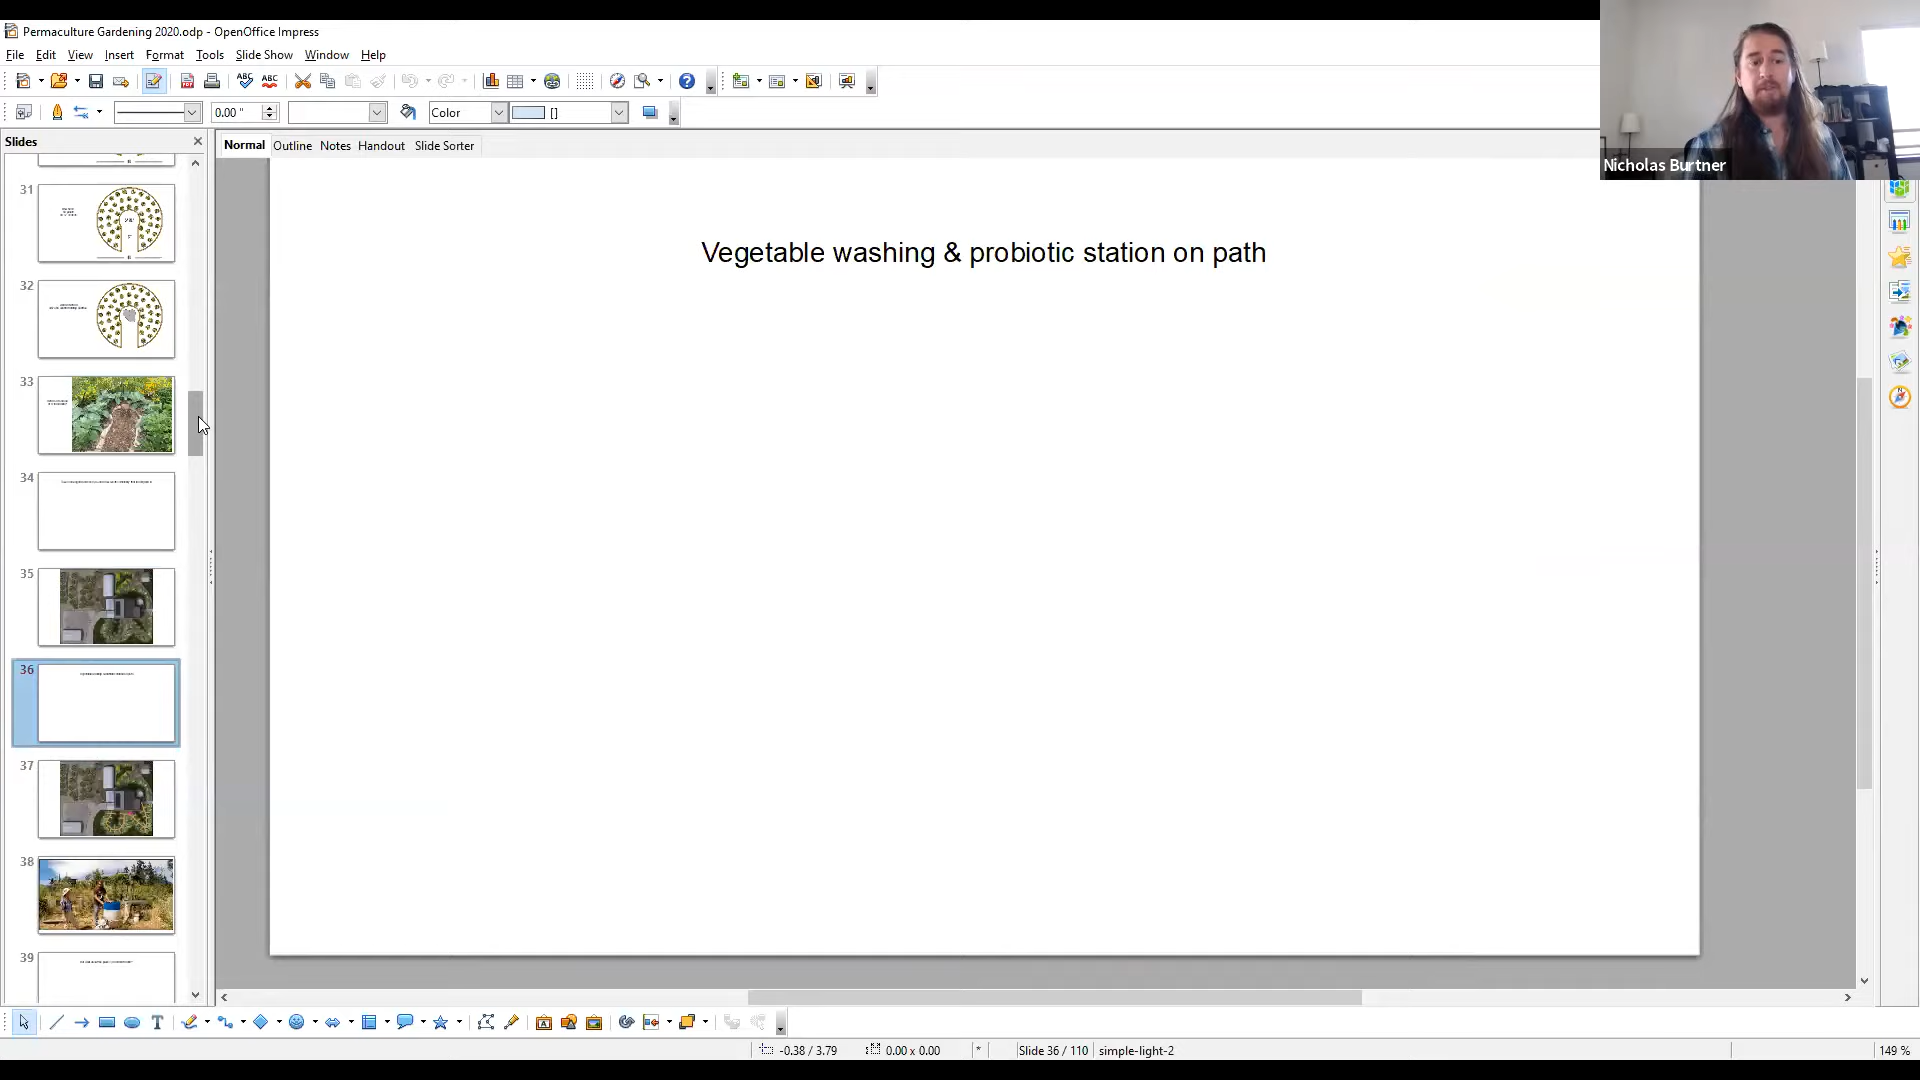 Permaculture Gardening 2020.odp - OpenOffice Impress
File Edit View Insert Format Tools Slide Show Window Help
0.00 "
Color
[]
Slides
Normal Outline Notes Handout Slide Sorter
Nicholas Burtner
Vegetable washing & probiotic station on path
31
32
33
34
35
36
37
38
39
-0.38 / 3.79
0.00 x 0.00
*
Slide 36 / 110
simple-light-2
149 %